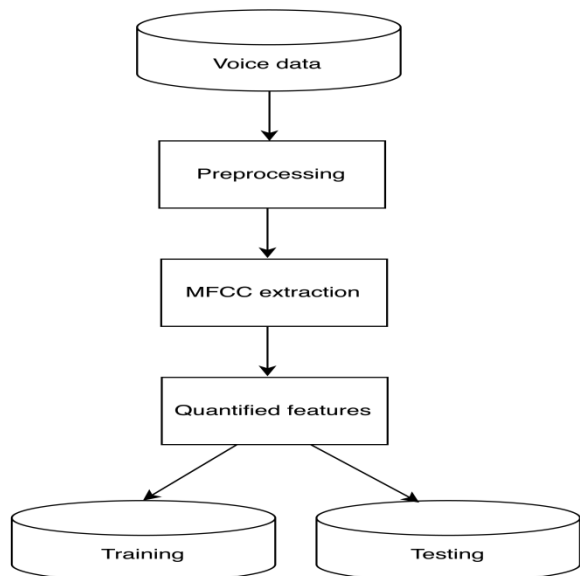 Voice data
Preprocessing
MFCC extraction
Quantified features
Training
Testing